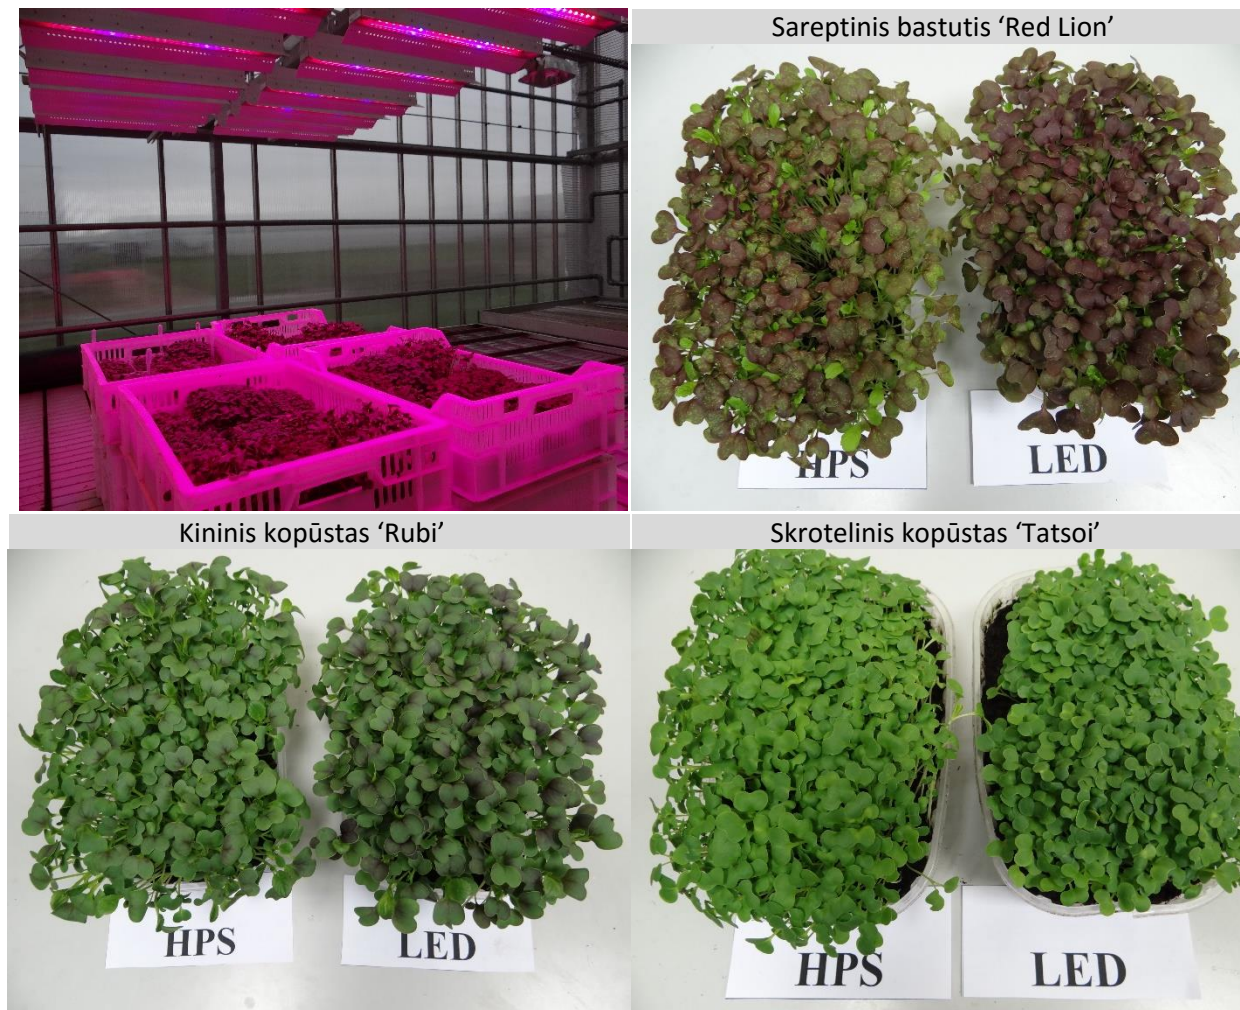 Sareptinis bastutis ‘Red Lion’
HPS
LED
Kininis kopūstas ‘Rubi’
Skrotelinis kopūstas ‘Tatsoi’
HPS
LED
HPS
LED